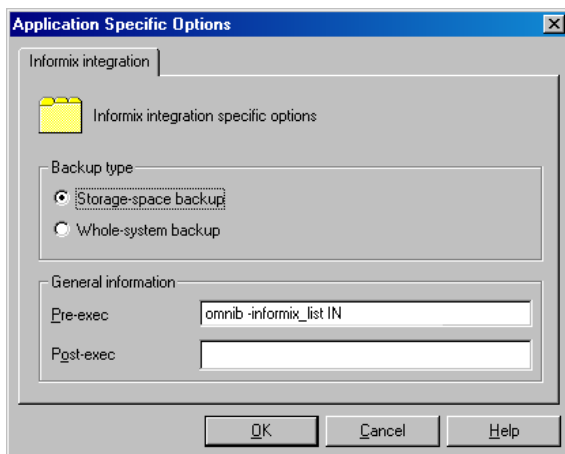 Application Specific Options
Informix integration
Informix integration specific options
Backup type
Storage-space backup
Whole-system backup
General information
Pre-exec
omnib -informix_list IN
Post-exec
OK Cancel Help